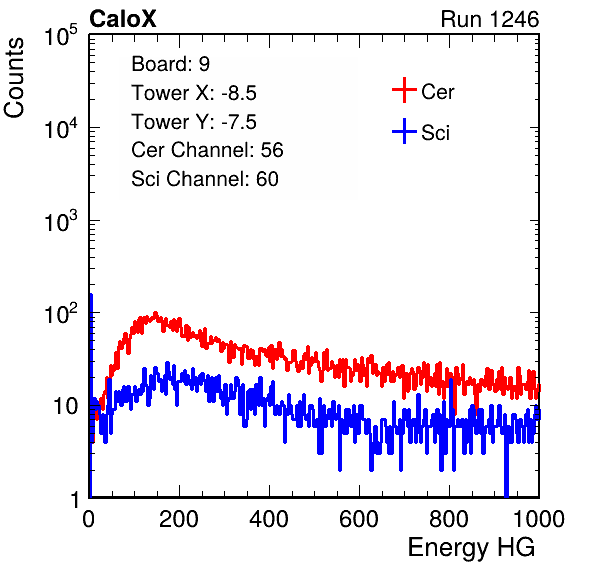 CaloX Run 1246
Counts
Board: 9
Tower X: -8.5
Tower Y: -7.5
Cer Channel: 56
Sci Channel: 60
Cer
Sci
10^5
10^4
10^3
10^2
10
1
0 200 400 600 800 1000
Energy HG